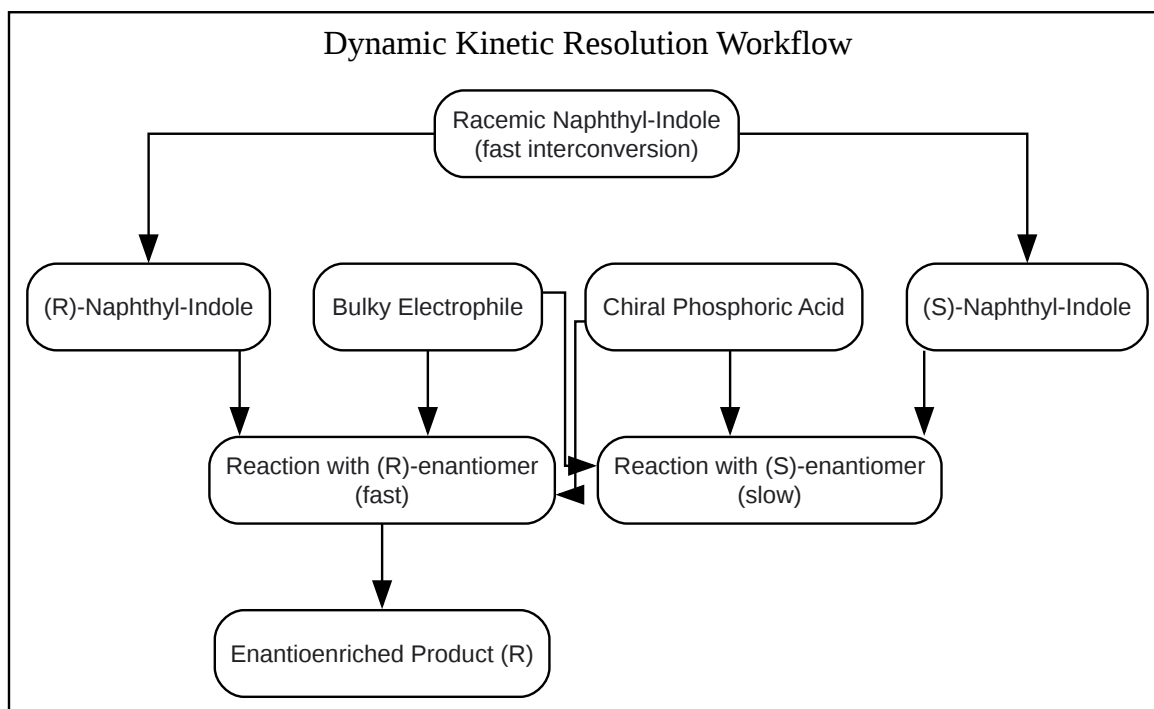 Dynamic Kinetic Resolution Workflow
Racemic Naphthyl-Indole
(fast interconversion)
(R)-Naphthyl-Indole
Bulky Electrophile
Chiral Phosphoric Acid
(S)-Naphthyl-Indole
Reaction with (R)-enantiomer
(fast)
Reaction with (S)-enantiomer
(slow)
Enantioenriched Product (R)